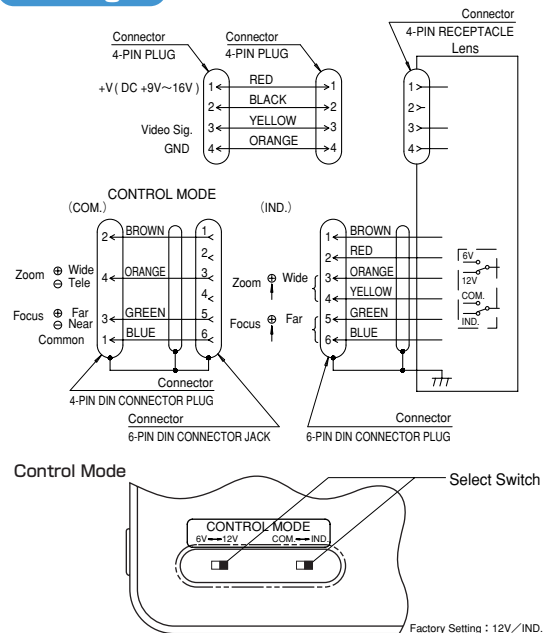 Connector
4-PIN PLUG
Connector
4-PIN PLUG
Connector
4-PIN RECEPTACLE
Lens
+V ( DC +9V～16V )
1
RED
1
1
2
BLACK
2
2
Video Sig.
3
YELLOW
3
3
GND
4
ORANGE
4
4
CONTROL MODE
(COM.)
(IND.)
2
BROWN
1
2
Zoom ⊕ Wide
⊖ Tele
4
ORANGE
3
4
Focus ⊕ Far
⊖ Near
3
GREEN
5
Common
1
BLUE
6
1
BROWN
2
RED
Zoom ⊕ Wide
3
ORANGE
4
YELLOW
Focus ⊕ Far
5
GREEN
6
BLUE
6V
12V
COM.
IND.
Connector
4-PIN DIN CONNECTOR PLUG
Connector
6-PIN DIN CONNECTOR JACK
Connector
6-PIN DIN CONNECTOR PLUG
Control Mode
Select Switch
CONTROL MODE
6V
12V
COM.
IND.
Factory Setting : 12V／IND.